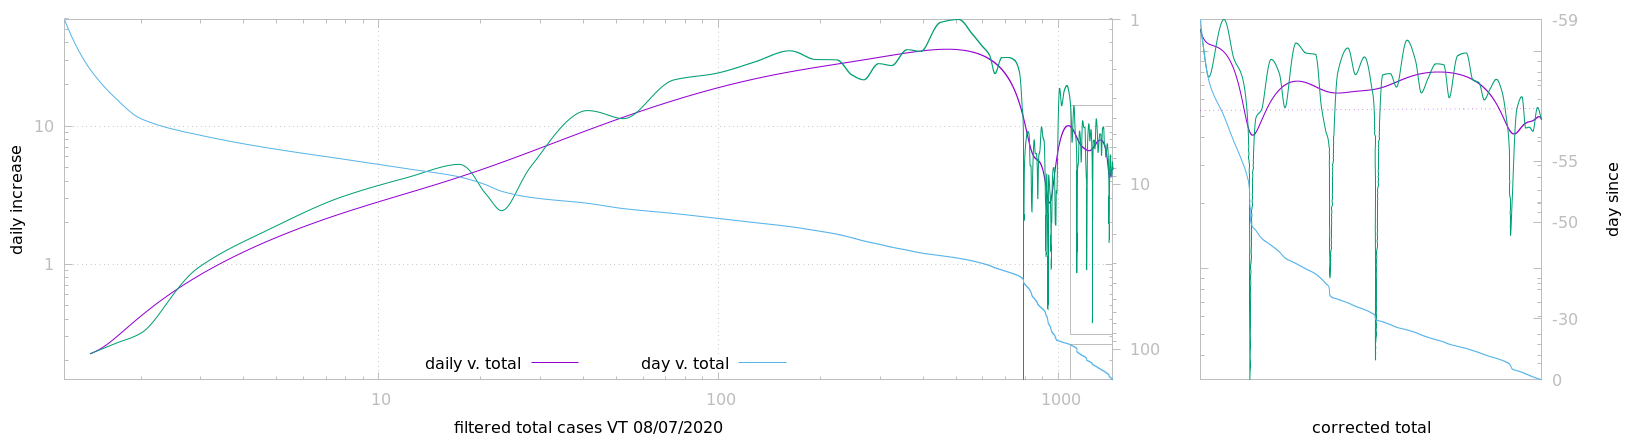 1
-59
daily increase
10
1
10
100
-55
-50
-30
0
day since
daily v. total
day v. total
10
100
1000
filtered total cases VT 08/07/2020
corrected total